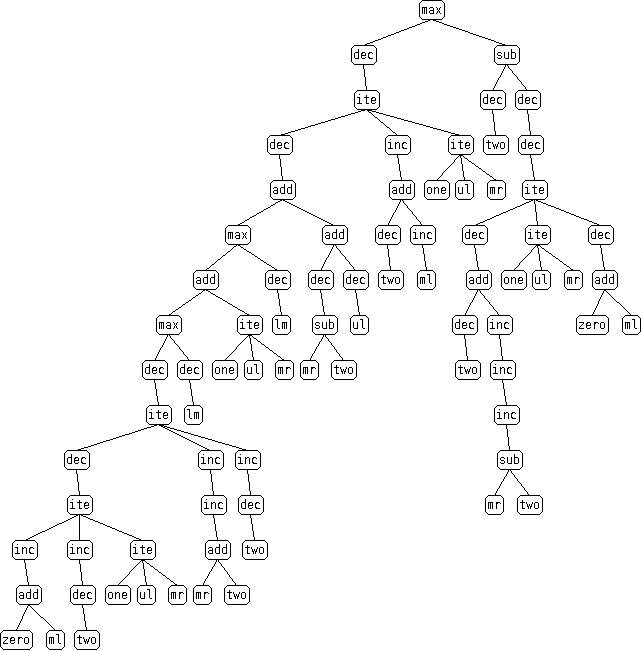 max
dec sub
ite dec dec
dec inc ite two dec
add add one ul mr ite
max add dec inc dec ite dec
add dec dec dec two ml add one ul mr add
max ite lm sub ul dec inc zero ml
dec dec one ul mr mr two two inc
ite lm inc
dec inc inc sub
ite inc dec mr two
inc inc ite add two
add dec one ul mr mr two
zero ml two